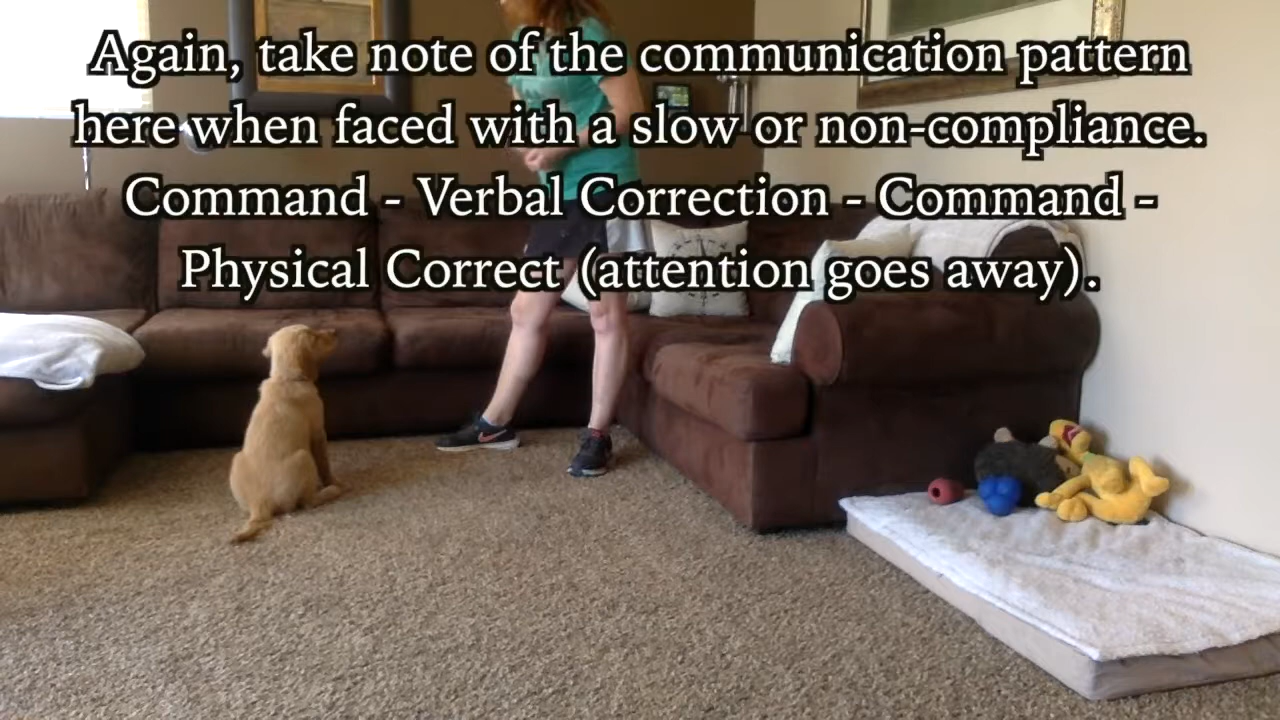 Again, take note of the communication pattern
here when faced with a slow or non-compliance.
Command - Verbal Correction - Command -
Physical Correct (attention goes away).